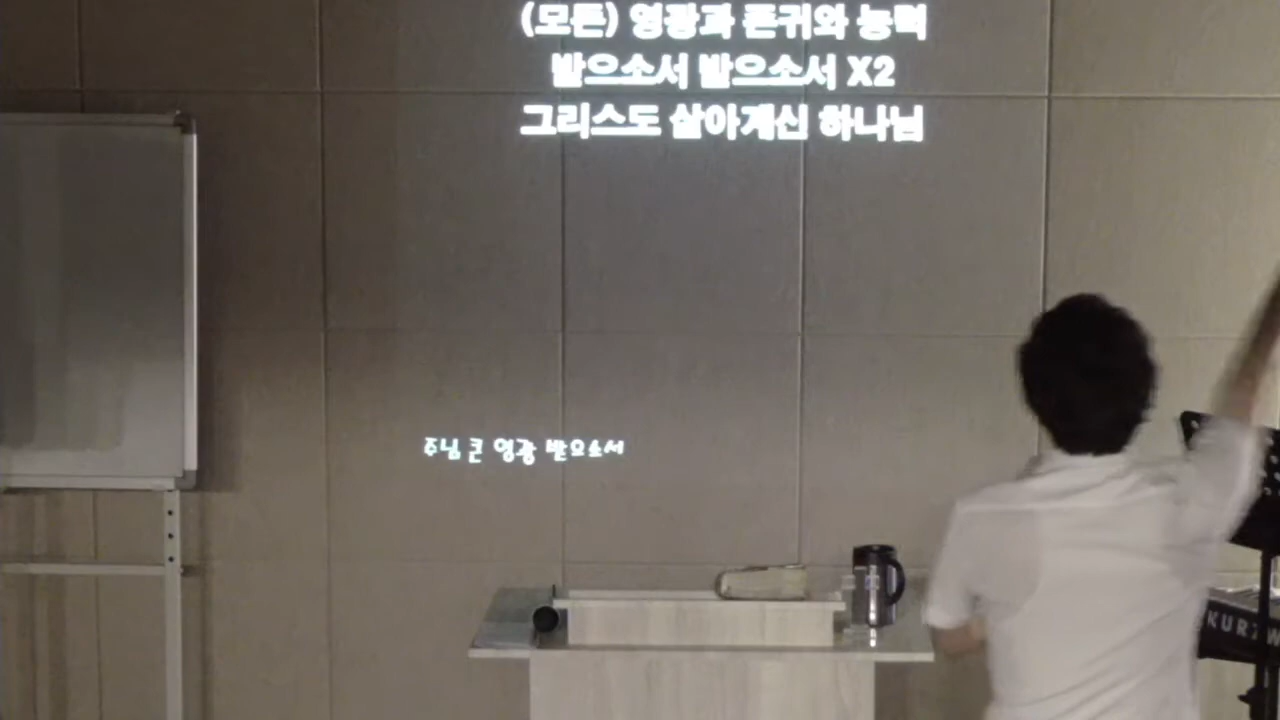 (모든) 영광과 존귀와 능력
받으소서 받으소서 X2
그리스도 살아계신 하나님
주님 큰 영광 받으소서